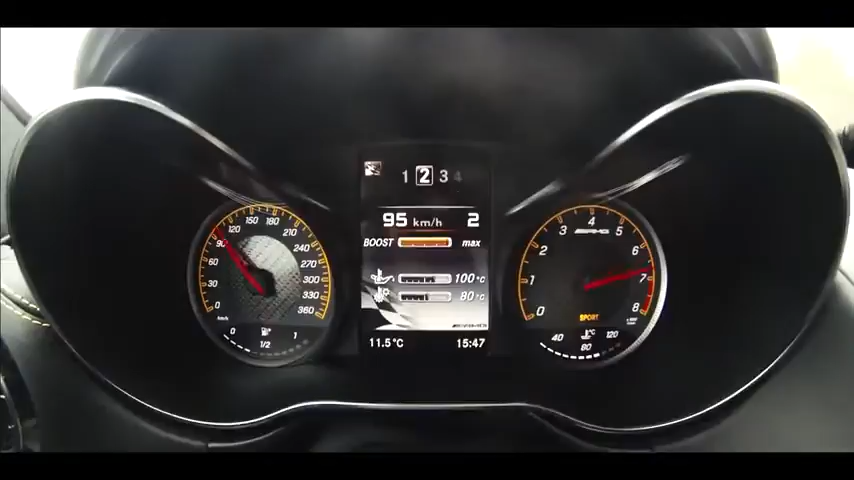 1 2 3 4
95 km/h 2
BOOST max
100 °C
80 °C
AMG
11.5°C 15:47
0
30
60
90
120
150
180
210
240
270
300
330
360
km/h
0 1/2 1
0
1
2
3
4
5
6
7
8
AMG
SPORT
40 80 120
°C